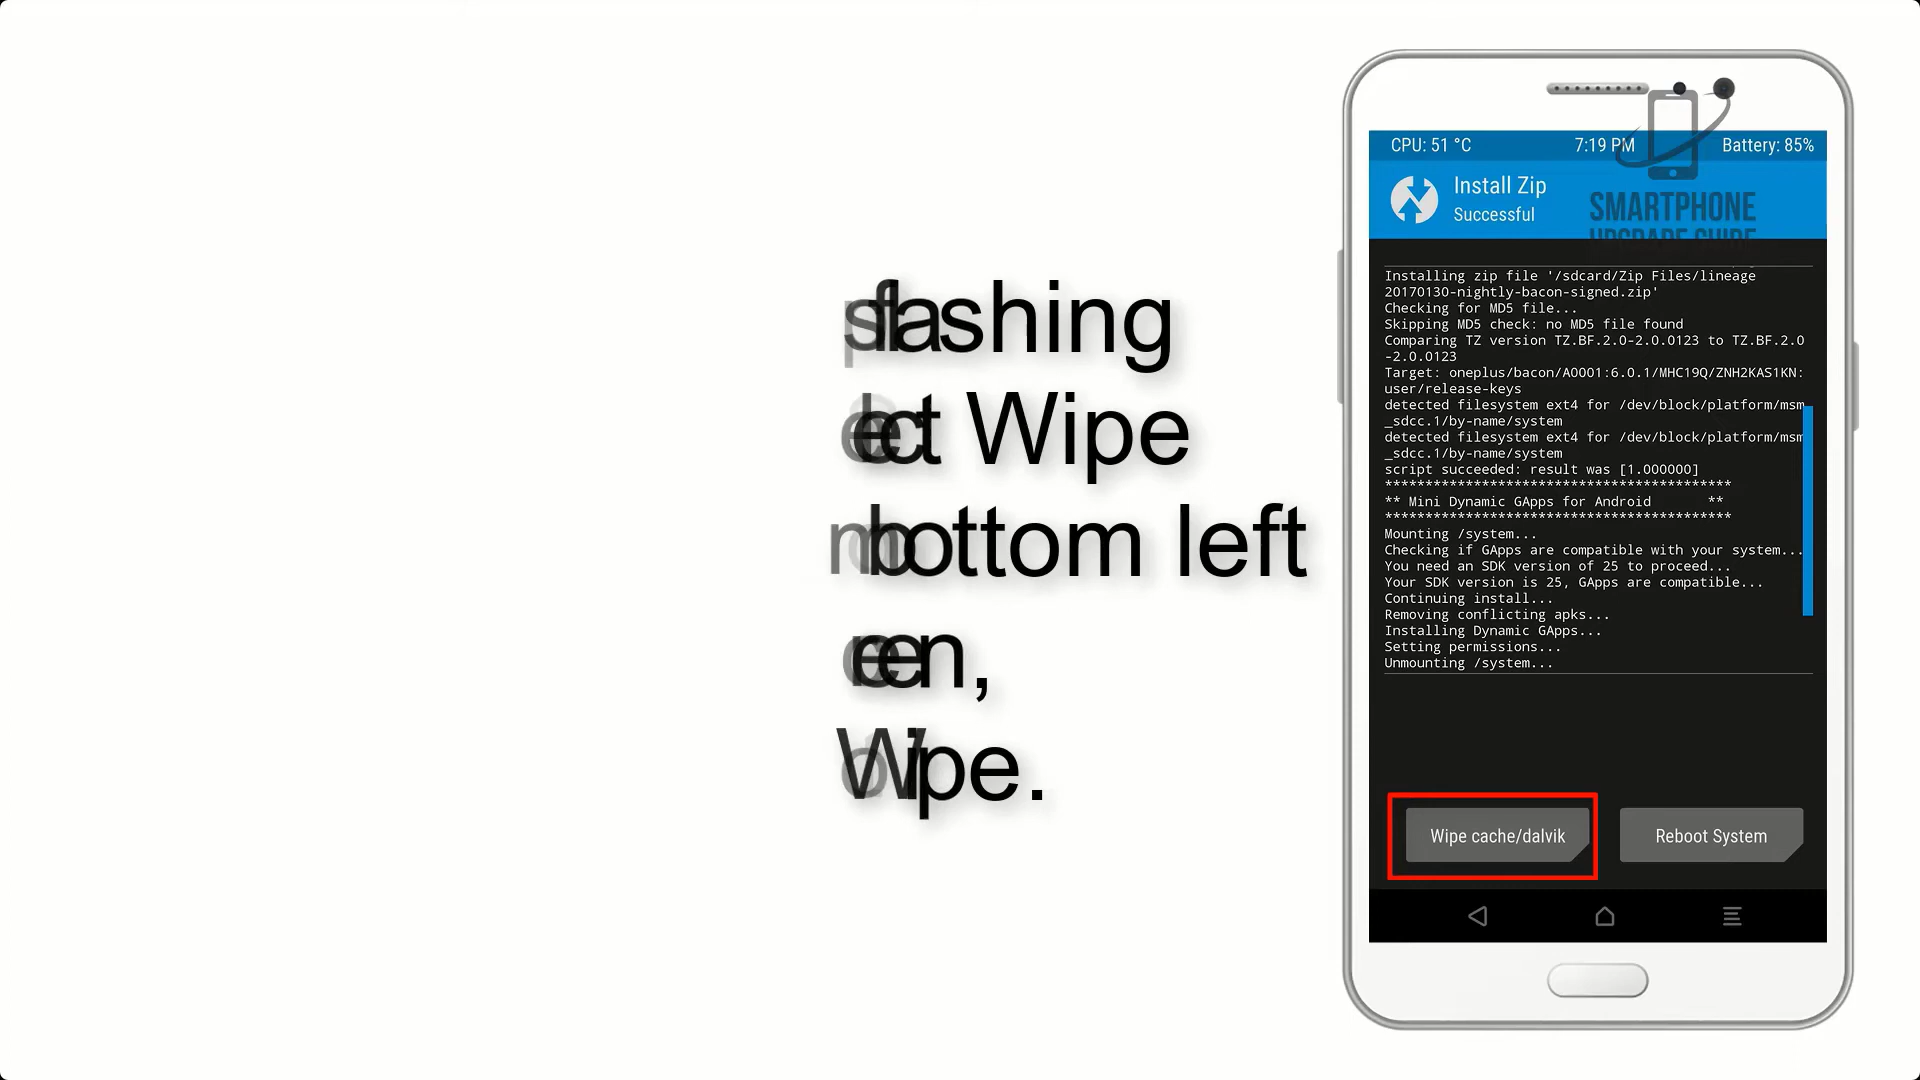 flashing
Wipe
bottom left
Wipe.
CPU: 51 °C
7:19 PM
Battery: 85%
Install Zip
Successful
SMARTPHONE
UPGRADE GUIDE
Installing zip file '/sdcard/Zip Files/lineage
20170130-nightly-bacon-signed.zip'
Checking for MD5 file...
Skipping MD5 check: no MD5 file found
Comparing TZ version TZ.BF.2.0-2.0.0123 to TZ.BF.2.0
-2.0.0123
Target: oneplus/bacon/A0001:6.0.1/MHC19Q/ZNH2KAS1KN:
user/release-keys
detected filesystem ext4 for /dev/block/platform/msm
_sdcc.1/by-name/system
detected filesystem ext4 for /dev/block/platform/msm
_sdcc.1/by-name/system
script succeeded: result was [1.000000]
*******************************************
** Mini Dynamic GApps for Android       **
*******************************************
Mounting /system...
Checking if GApps are compatible with your system...
You need an SDK version of 25 to proceed...
Your SDK version is 25, GApps are compatible...
Continuing install...
Removing conflicting apks...
Installing Dynamic GApps...
Setting permissions...
Unmounting /system...
Wipe cache/dalvik
Reboot System